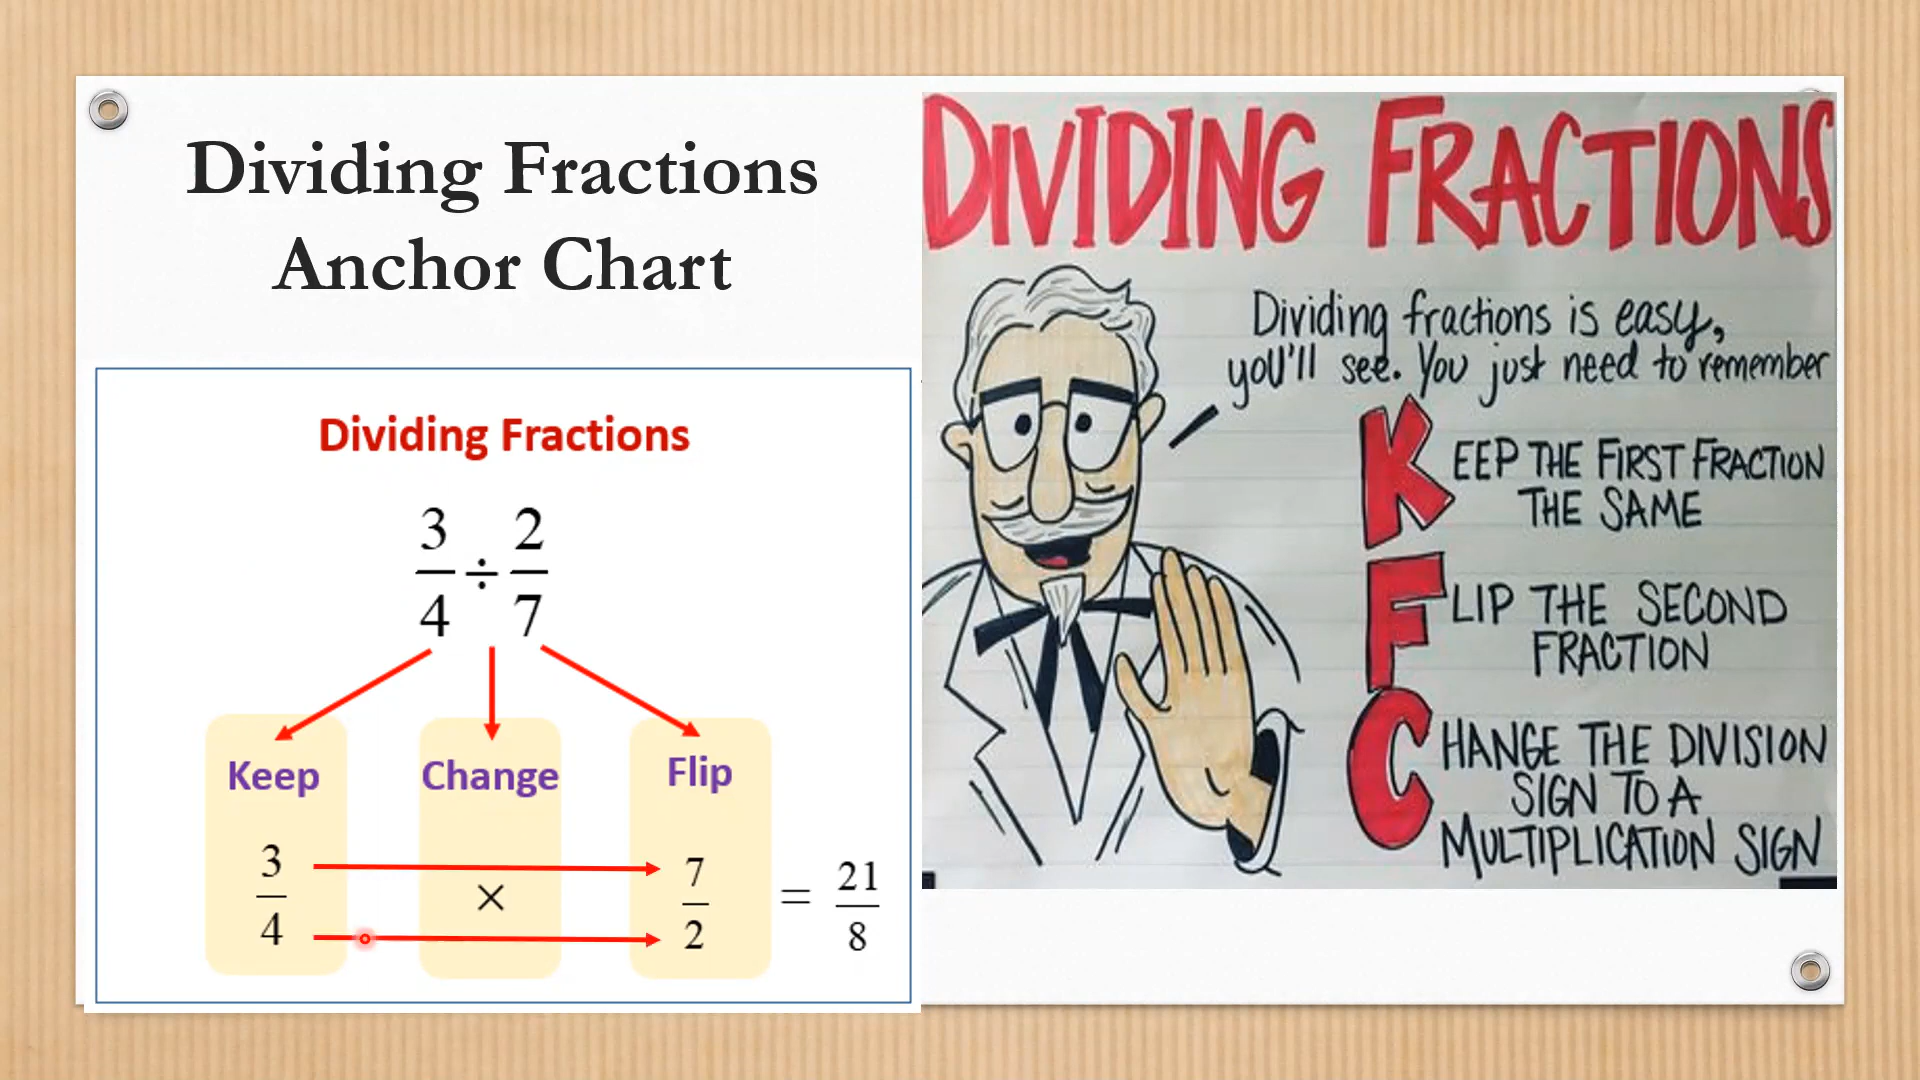 Dividing Fractions
Anchor Chart
Dividing Fractions
3/4 ÷ 2/7
Keep Change Flip
3/4 × 7/2 = 21/8
DIVIDING FRACTIONS
Dividing fractions is easy,
you'll see. You just need to remember
KEEP THE FIRST FRACTION
THE SAME
FLIP THE SECOND
FRACTION
CHANGE THE DIVISION
SIGN TO A
MULTIPLICATION SIGN